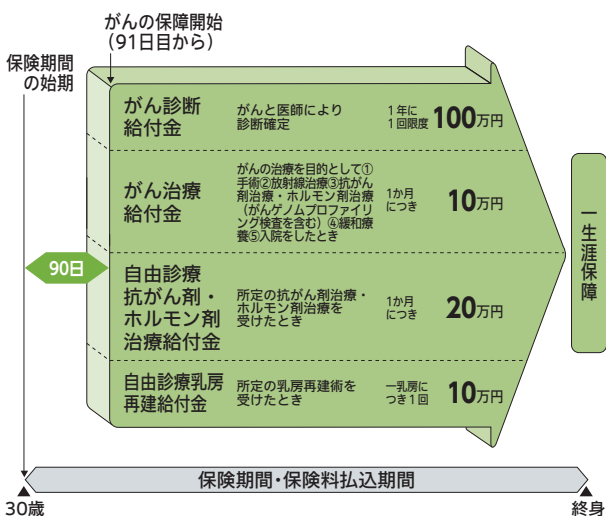 がんの保障開始
（91日目から）
保険期間
の始期
がん診断
給付金
がんと医師により
診断確定
1年に
1回限度
100万円
がん治療
給付金
がんの治療を目的として①
手術②放射線治療③抗がん
剤治療・ホルモン剤治療
（がんゲノムプロファイリ
ング検査を含む）④緩和療
養⑤入院をしたとき
1か月
につき
10万円
90日
自由診療
抗がん剤・
ホルモン剤
治療給付金
所定の抗がん剤治療・
ホルモン剤治療を
受けたとき
1か月
につき
20万円
自由診療乳房
再建給付金
所定の乳房再建術を
受けたとき
一乳房に
つき1回
10万円
一生涯保障
保険期間・保険料払込期間
30歳
終身